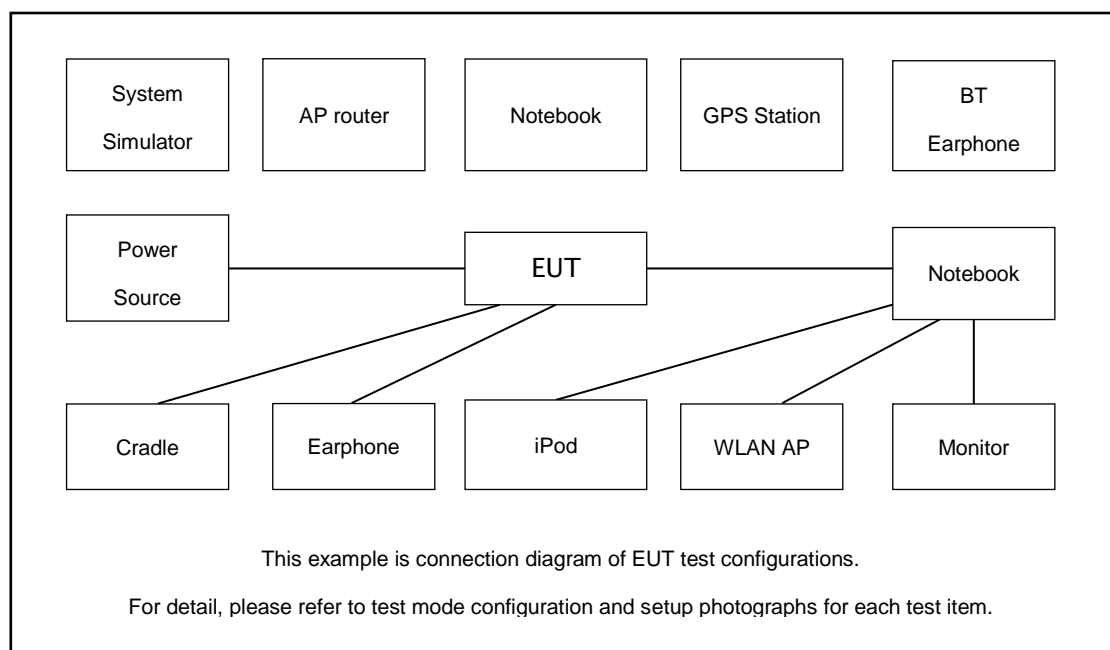 System
Simulator
AP router
Notebook
GPS Station
BT
Earphone
Power
Source
EUT
Notebook
Cradle
Earphone
iPod
WLAN AP
Monitor
This example is connection diagram of EUT test configurations.
For detail, please refer to test mode configuration and setup photographs for each test item.